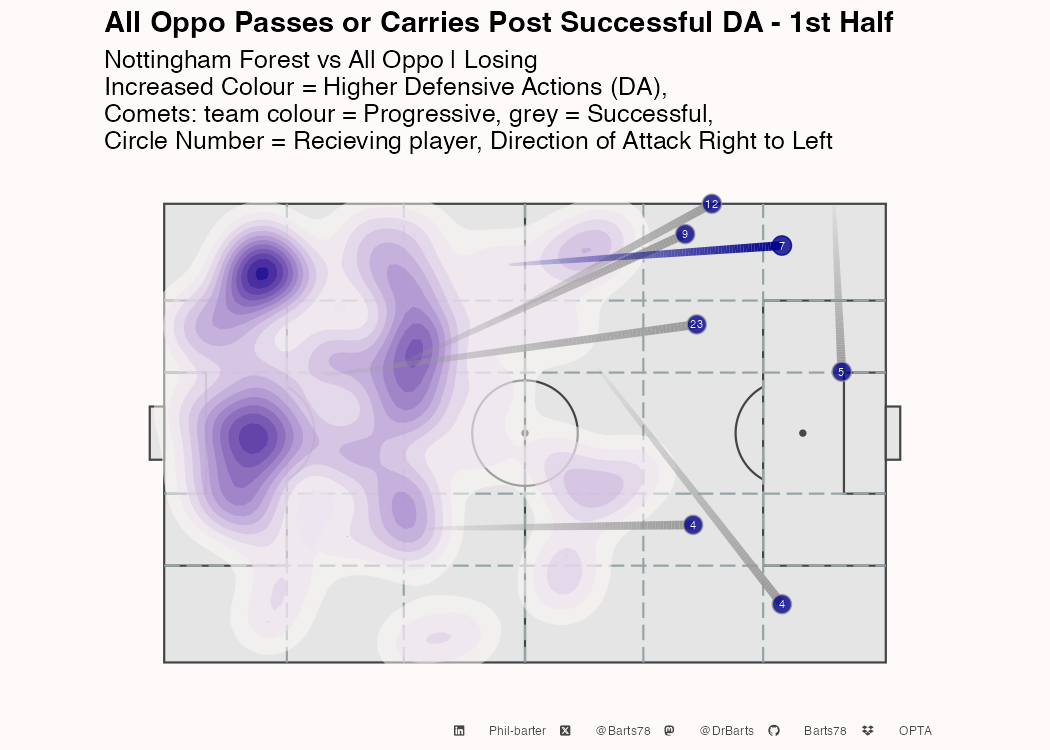 All Oppo Passes or Carries Post Successful DA - 1st Half
Nottingham Forest vs All Oppo | Losing
Increased Colour = Higher Defensive Actions (DA),
Comets: team colour = Progressive, grey = Successful,
Circle Number = Recieving player, Direction of Attack Right to Left
12
9
7
23
5
4
4
Phil-barter @Barts78 @DrBarts Barts78 OPTA